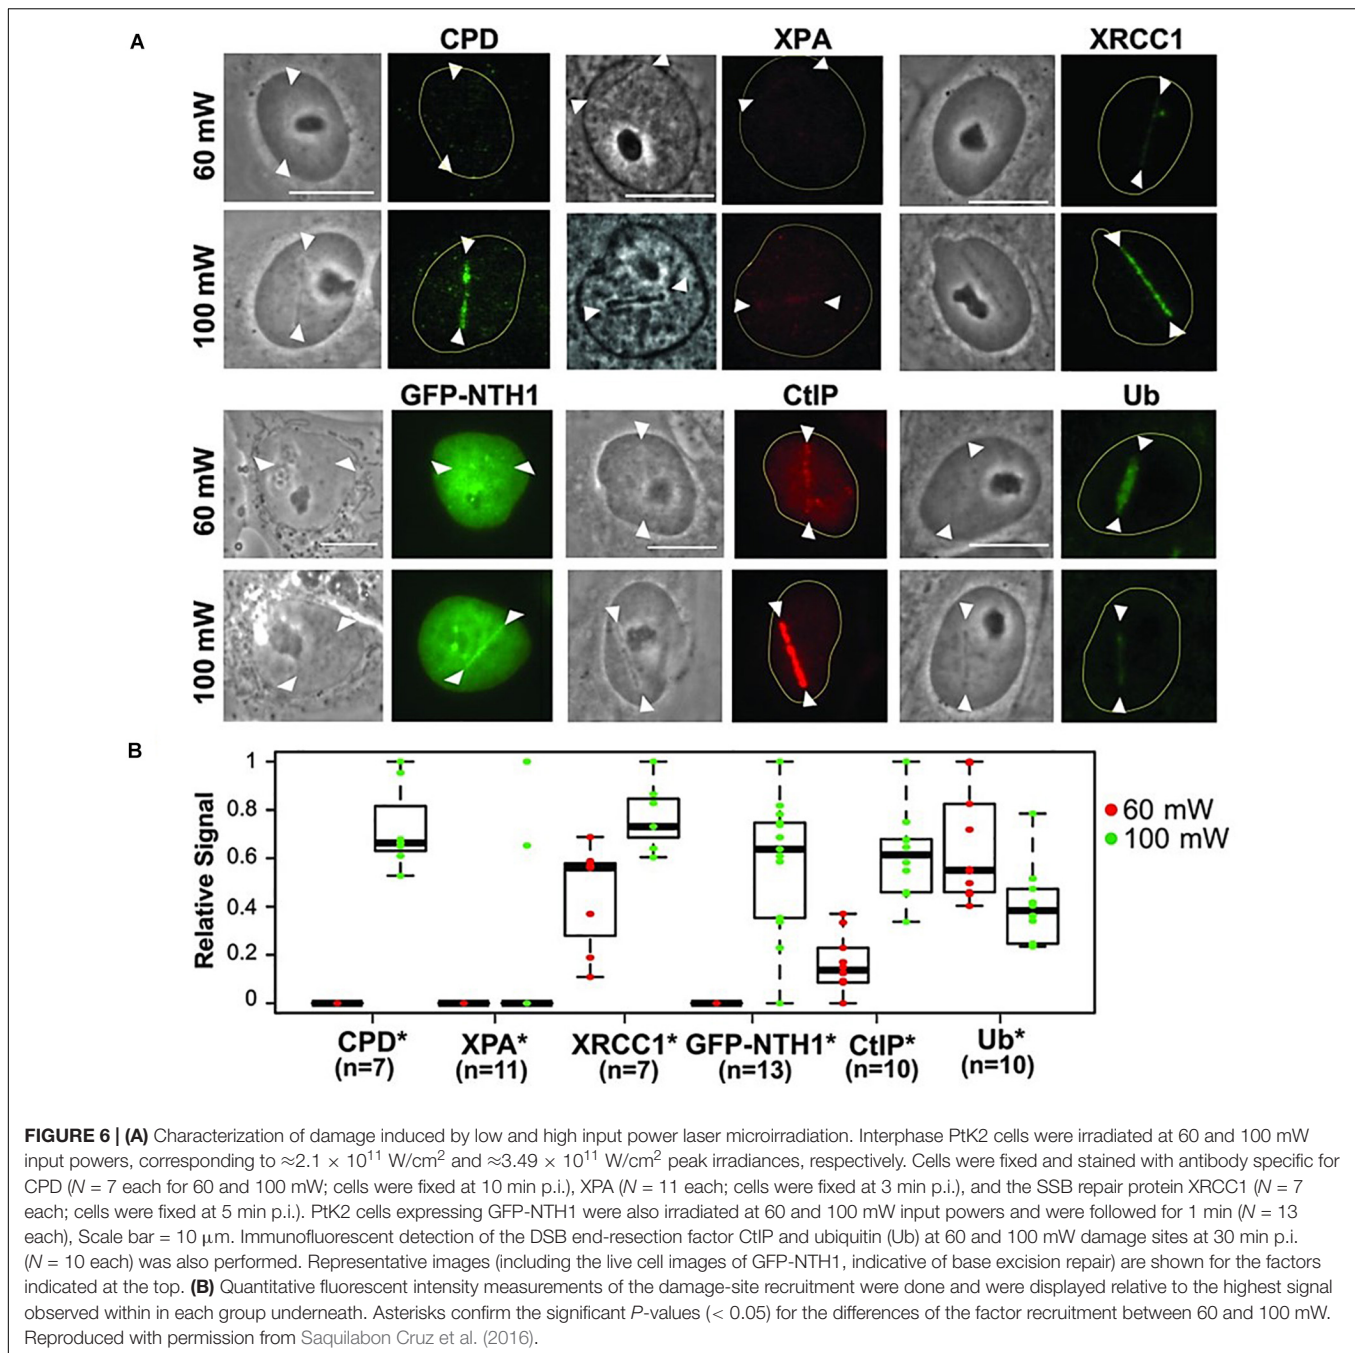 A
CPD XPA XRCC1
60 mW
100 mW
GFP-NTH1 CtIP Ub
60 mW
100 mW
B
Relative Signal
1
0.8
0.6
0.4
0.2
0
60 mW
100 mW
CPD* XPA* XRCC1* GFP-NTH1* CtIP* Ub*
(n=7) (n=11) (n=7) (n=13) (n=10) (n=10)
FIGURE 6 | (A) Characterization of damage induced by low and high input power laser microirradiation. Interphase PtK2 cells were irradiated at 60 and 100 mW
input powers, corresponding to ≈2.1 × 10¹¹ W/cm² and ≈3.49 × 10¹¹ W/cm² peak irradiances, respectively. Cells were fixed and stained with antibody specific for
CPD (N = 7 each for 60 and 100 mW; cells were fixed at 10 min p.i.), XPA (N = 11 each; cells were fixed at 3 min p.i.), and the SSB repair protein XRCC1 (N = 7
each; cells were fixed at 5 min p.i.). PtK2 cells expressing GFP-NTH1 were also irradiated at 60 and 100 mW input powers and were followed for 1 min (N = 13
each), Scale bar = 10 μm. Immunofluorescent detection of the DSB end-resection factor CtIP and ubiquitin (Ub) at 60 and 100 mW damage sites at 30 min p.i.
(N = 10 each) was also performed. Representative images (including the live cell images of GFP-NTH1, indicative of base excision repair) are shown for the factors
indicated at the top. (B) Quantitative fluorescent intensity measurements of the damage-site recruitment were done and were displayed relative to the highest signal
observed within in each group underneath. Asterisks confirm the significant P-values (< 0.05) for the differences of the factor recruitment between 60 and 100 mW.
Reproduced with permission from Saquilabon Cruz et al. (2016).